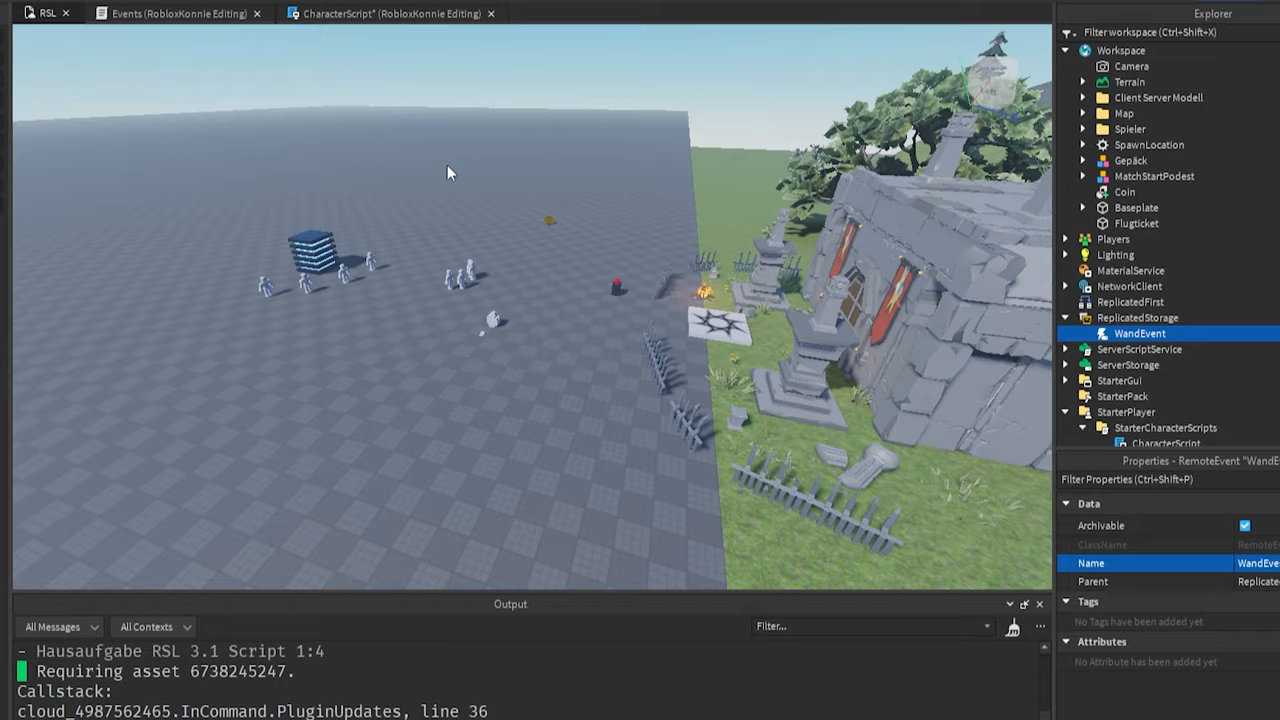 RSL
Events (RobloxKonnie Editing)
CharacterScript* (RobloxKonnie Editing)
Left
Explorer
Filter workspace (Ctrl+Shift+X)
Workspace
Camera
Terrain
Client Server Modell
Map
Spieler
SpawnLocation
Gepäck
MatchStartPodest
Coin
Baseplate
Flugticket
Players
Lighting
MaterialService
NetworkClient
ReplicatedFirst
ReplicatedStorage
WandEvent
ServerScriptService
ServerStorage
StarterGui
StarterPack
StarterPlayer
StarterCharacterScripts
CharacterScript
Properties - RemoteEvent "WandE
Filter Properties (Ctrl+Shift+P)
Data
Archivable
ClassName RemoteE
Name WandEve
Parent Replicate
Tags
No Tags have been added yet
Attributes
No Attribute has been added yet
Output
All Messages All Contexts Filter...
- Hausaufgabe RSL 3.1 Script 1:4
Requiring asset 6738245247.
Callstack:
cloud_4987562465.InCommand.PluginUpdates, line 36